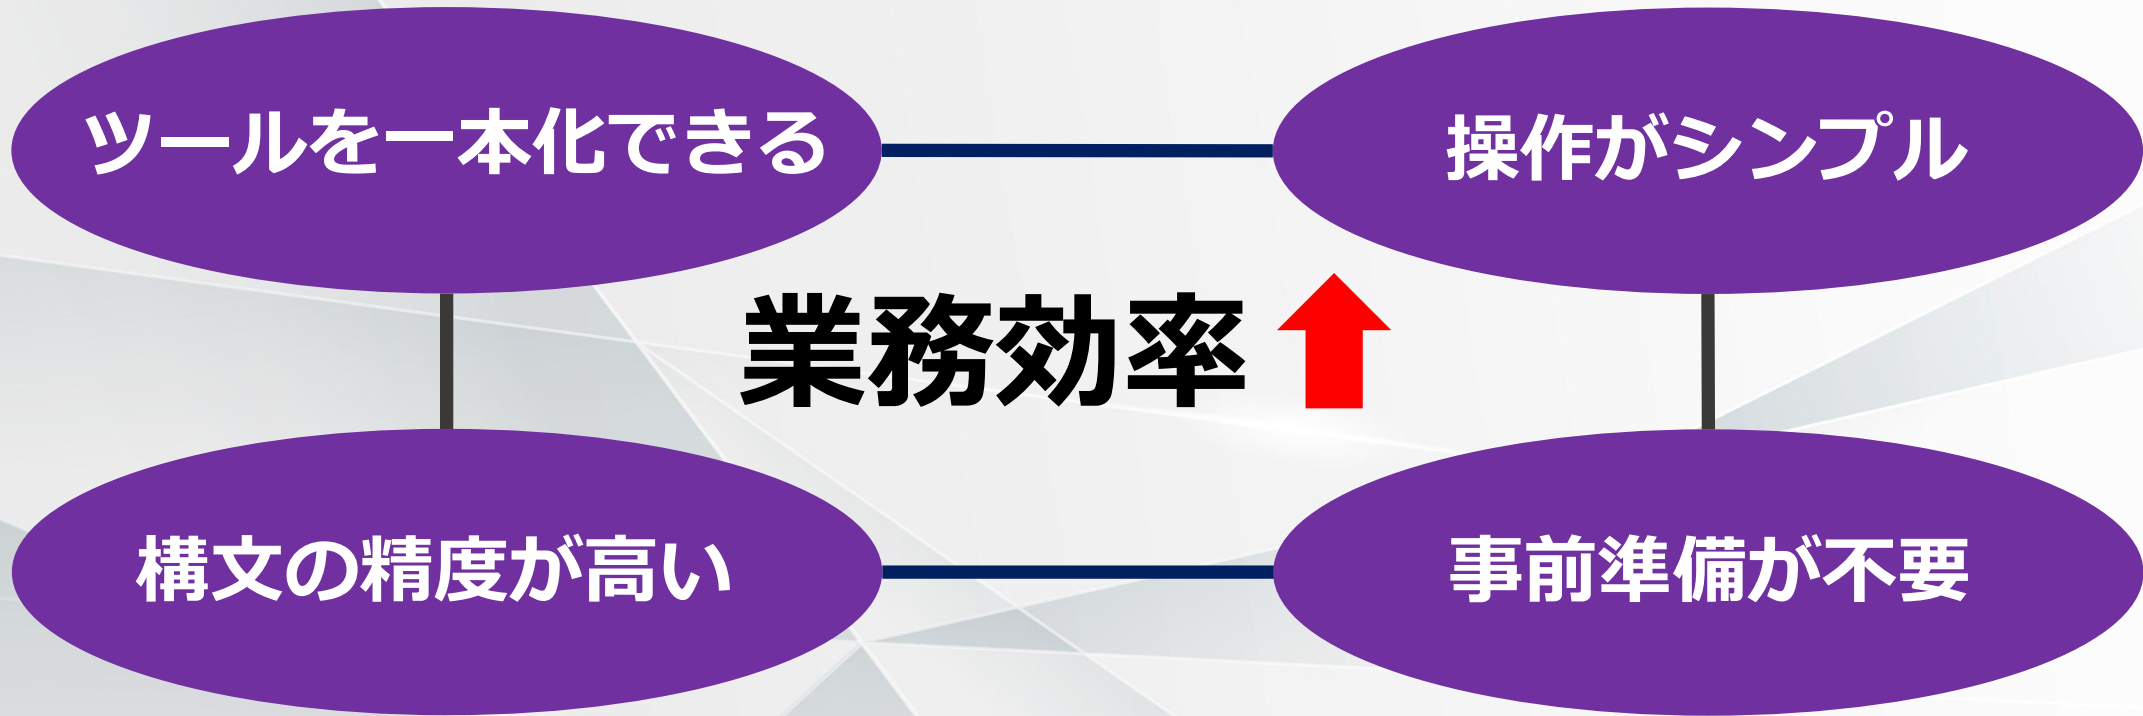 ツールを一本化できる
操作がシンプル
業務効率
構文の精度が高い
事前準備が不要